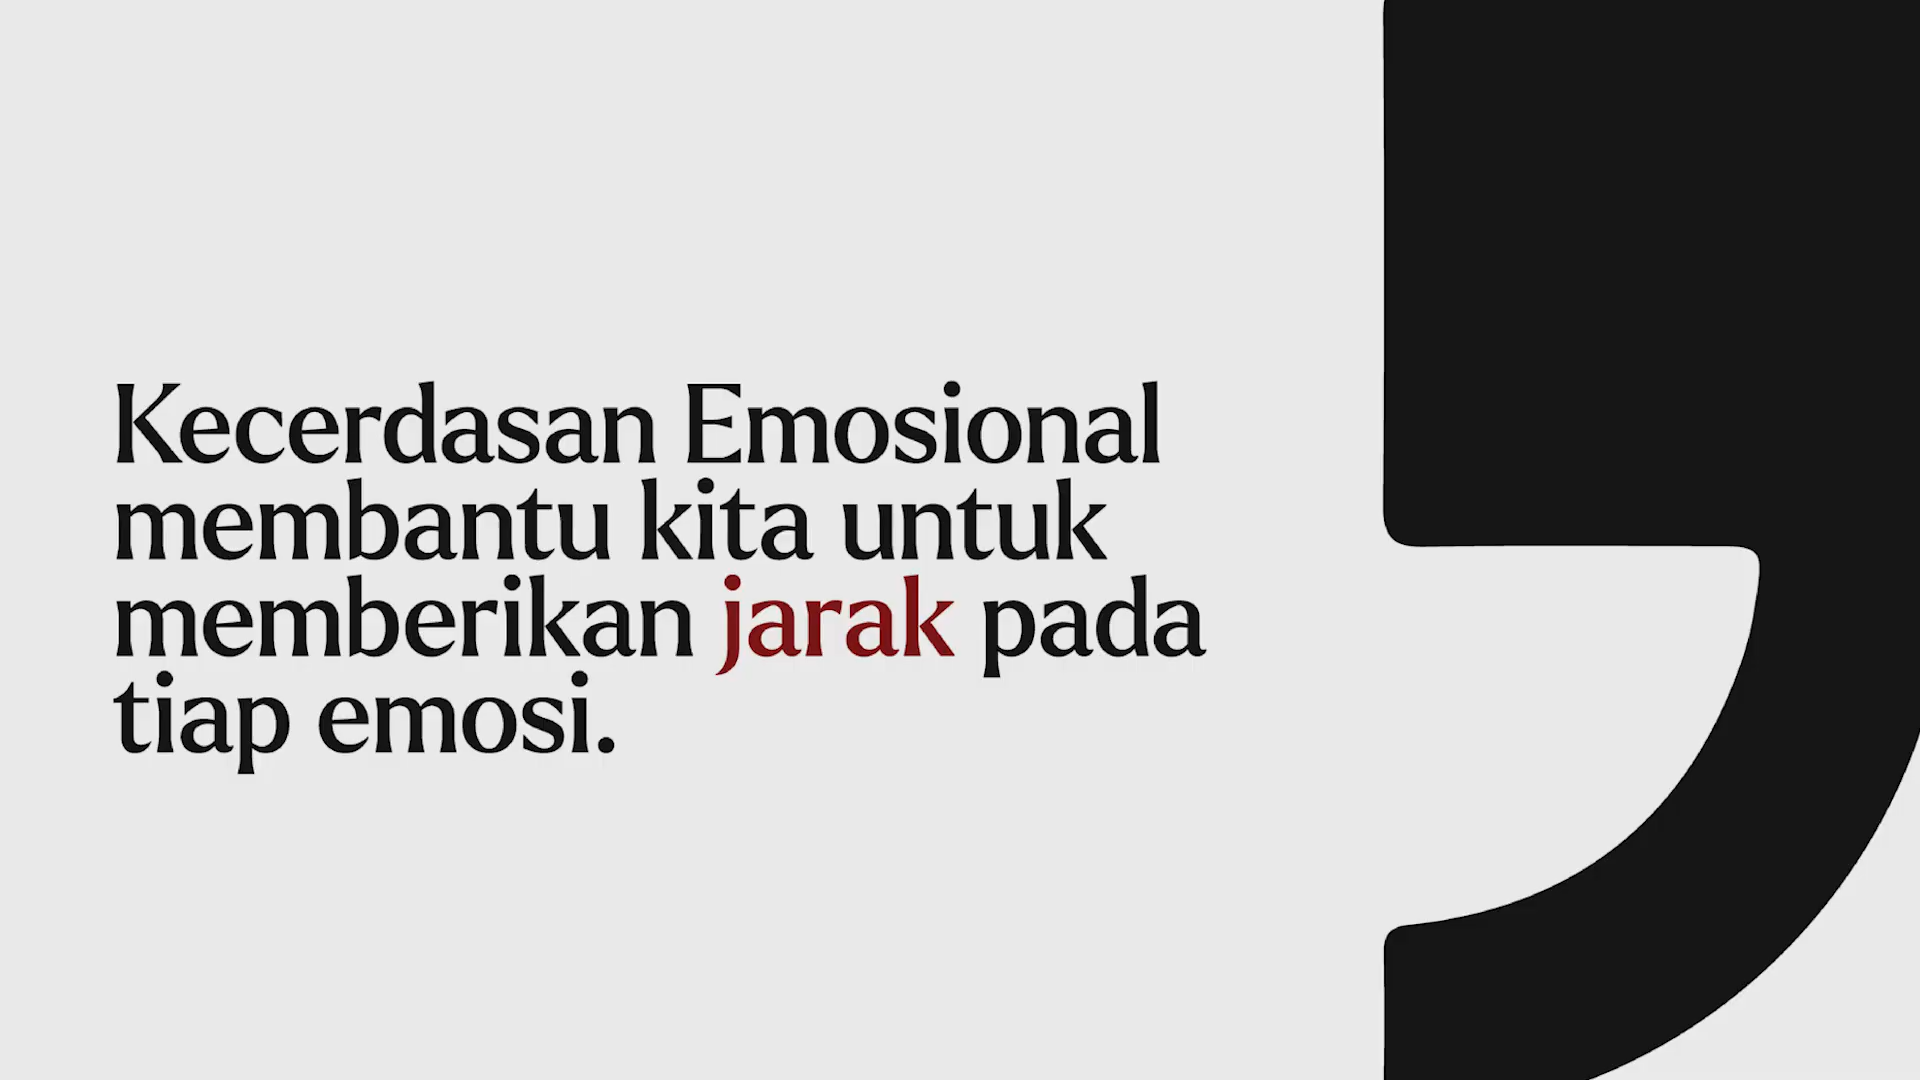 Kecerdasan Emosional
membantu kita untuk
memberikan jarak pada
tiap emosi.